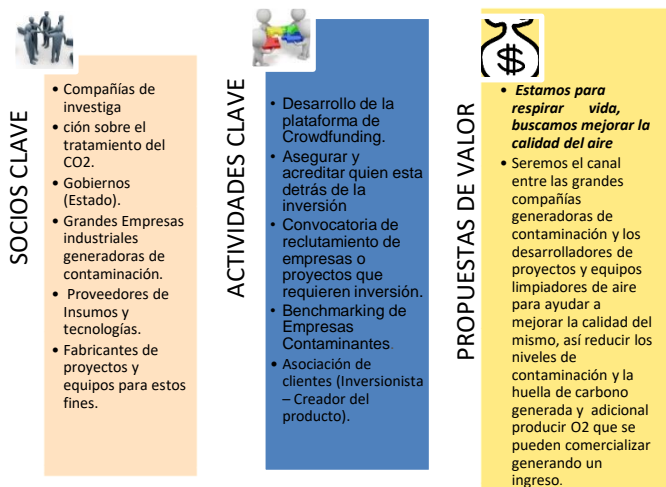 SOCIOS CLAVE
• Compañías de
investiga
• ción sobre el
tratamiento del
CO2.
• Gobiernos
(Estado).
• Grandes Empresas
industriales
generadoras de
contaminación.
• Proveedores de
Insumos y
tecnologías.
• Fabricantes de
proyectos y
equipos para estos
fines.
ACTIVIDADES CLAVE
• Desarrollo de la
plataforma de
Crowdfunding.
• Asegurar y
acreditar quien esta
detrás de la
inversión
• Convocatoria de
reclutamiento de
empresas o
proyectos que
requieren inversión.
• Benchmarking de
Empresas
Contaminantes.
• Asociación de
clientes (Inversionista
– Creador del
producto).
PROPUESTAS DE VALOR
$
• Estamos para
respirar vida,
buscamos mejorar la
calidad del aire
• Seremos el canal
entre las grandes
compañías
generadoras de
contaminación y los
desarrolladores de
proyectos y equipos
limpiadores de aire
para ayudar a
mejorar la calidad del
mismo, así reducir los
niveles de
contaminación y la
huella de carbono
generada y adicional
producir O2 que se
pueden comercializar
generando un
ingreso.